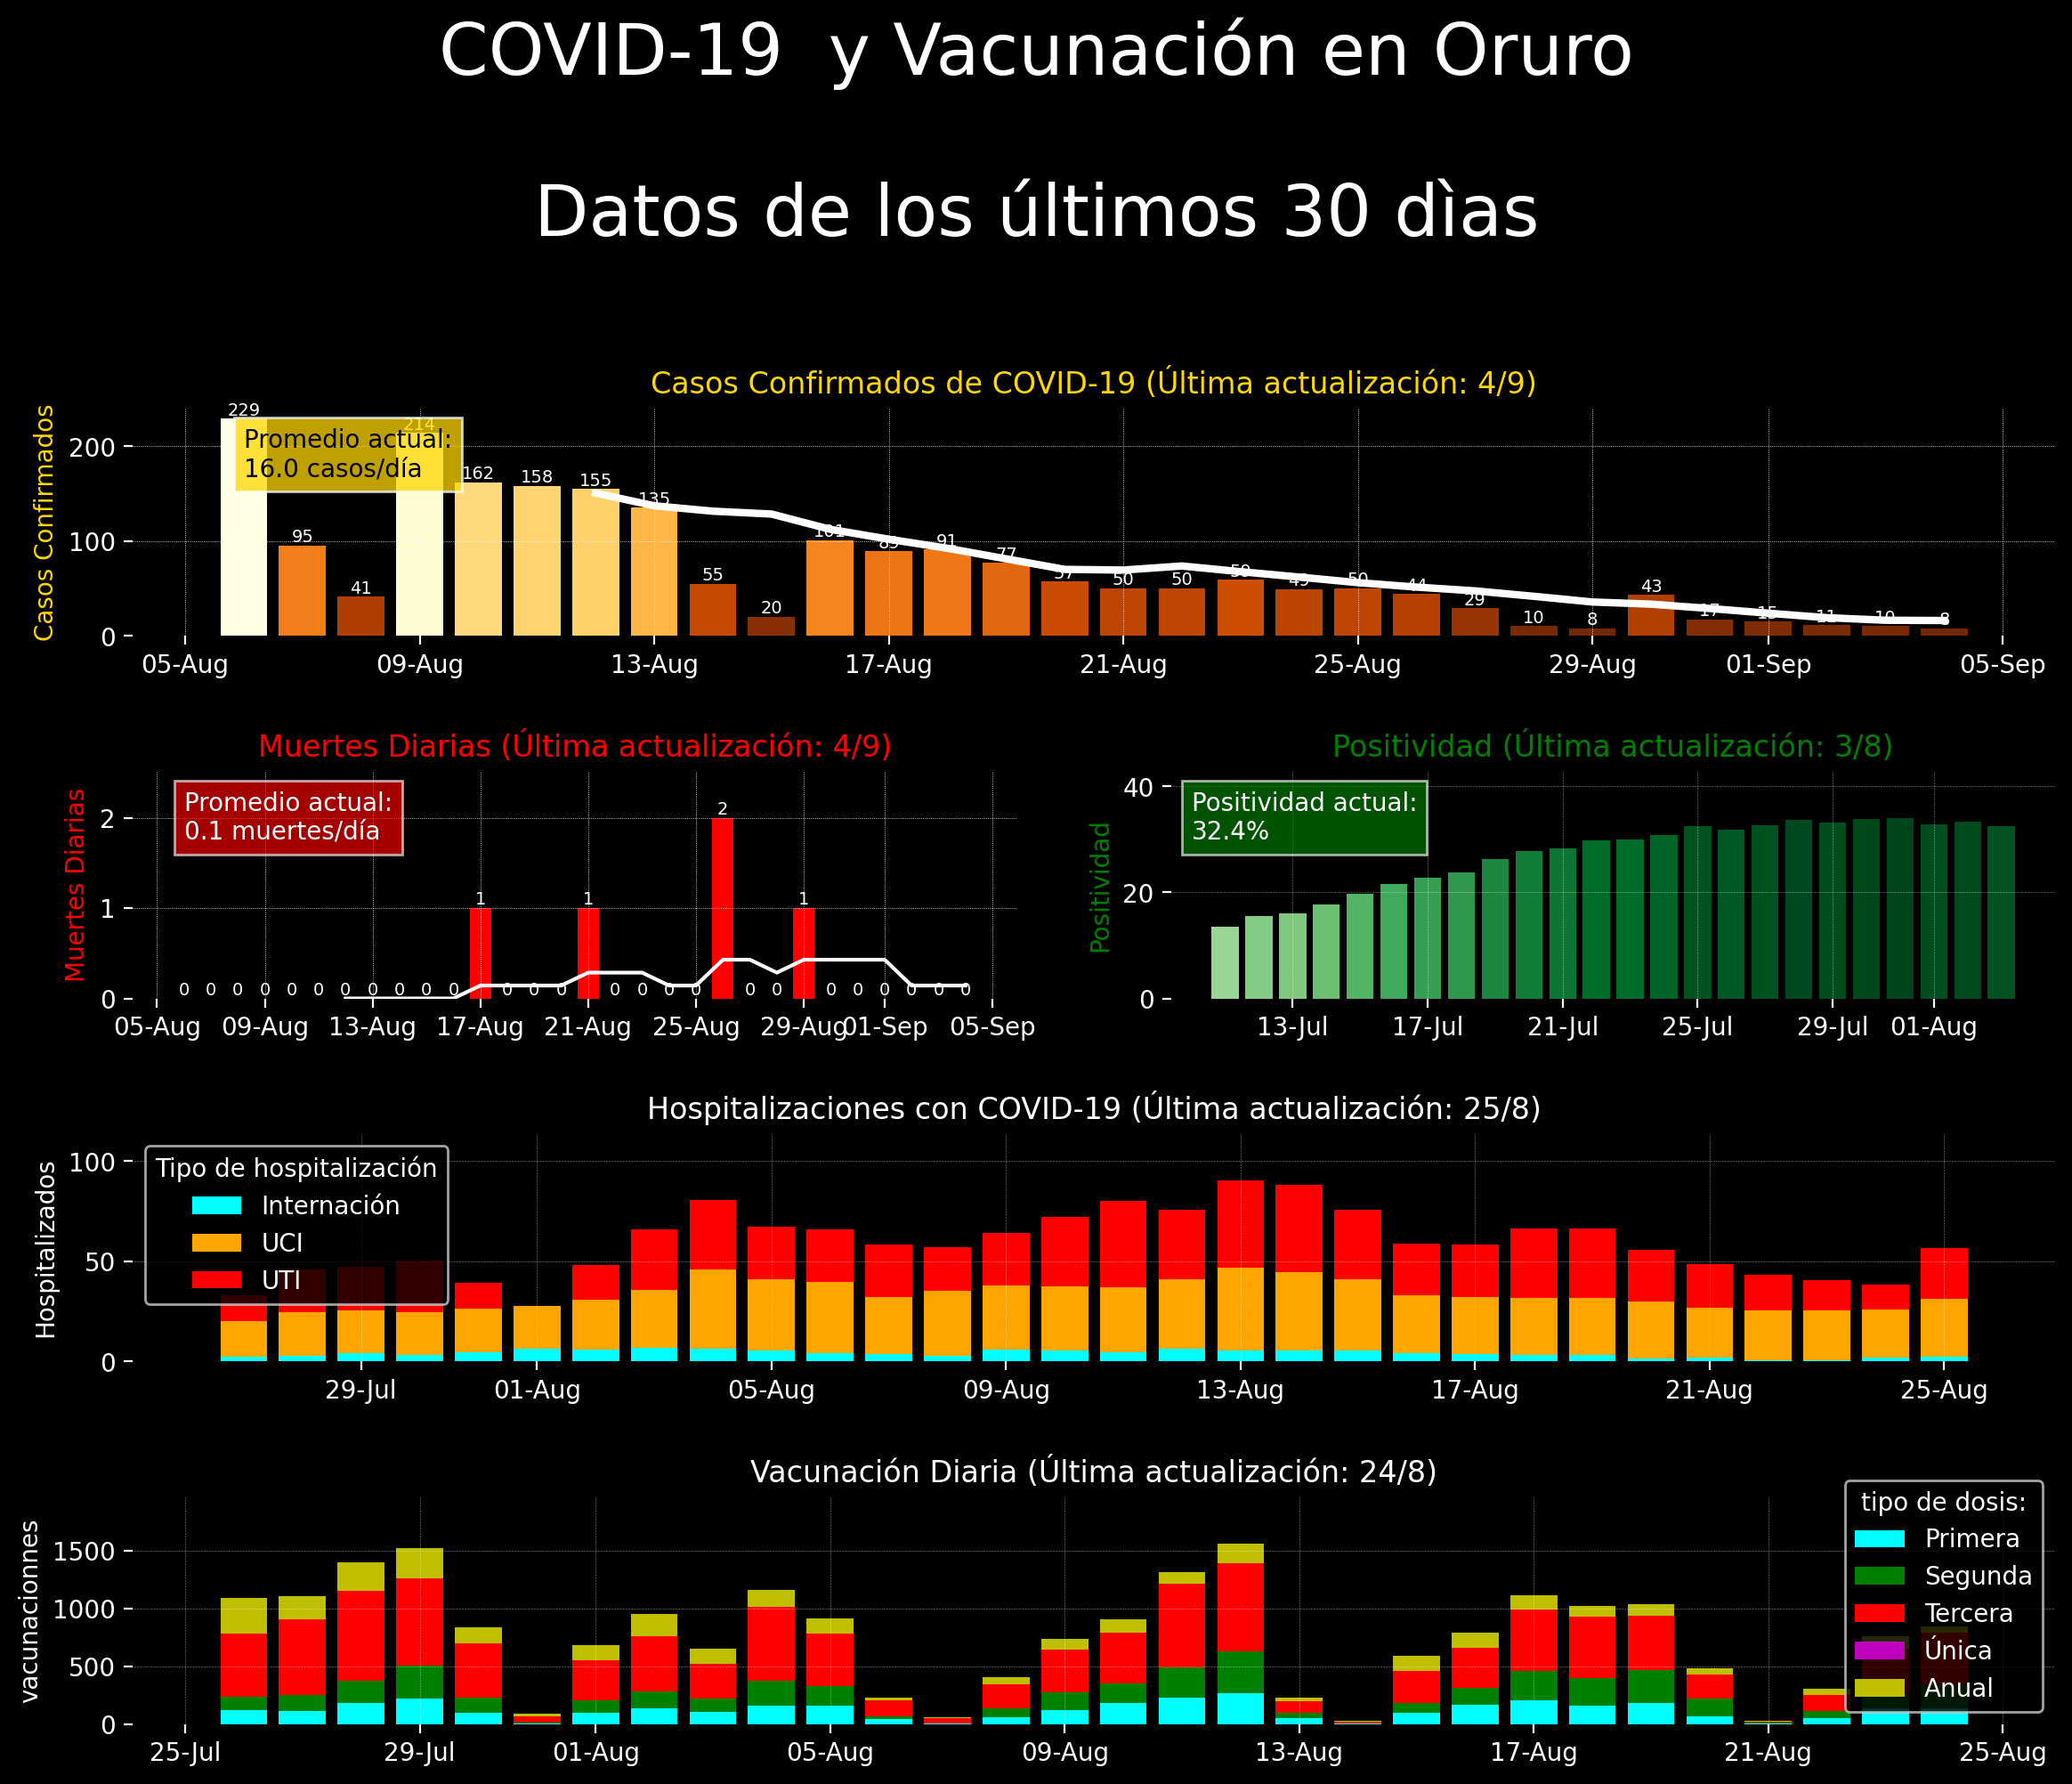 COVID-19  y Vacunación en Oruro
Datos de los últimos 30 dìas
Casos Confirmados de COVID-19 (Última actualización: 4/9)
Casos Confirmados
200
100
0
Promedio actual:
16.0 casos/día
229
95
41
214
162
158
155
135
55
20
101
89
91
77
57
50
50
59
49
50
44
29
10
8
43
17
15
11
10
8
05-Aug
09-Aug
13-Aug
17-Aug
21-Aug
25-Aug
29-Aug
01-Sep
05-Sep
Muertes Diarias (Última actualización: 4/9)
Muertes Diarias
2
1
0
Promedio actual:
0.1 muertes/día
0 0 0 0 0 0 0 0 0 0 0 1 0 0 0 1 0 0 0 0 2 0 0 1 0 0 0 0 0 0
05-Aug
09-Aug
13-Aug
17-Aug
21-Aug
25-Aug
29-Aug
01-Sep
05-Sep
Positividad (Última actualización: 3/8)
Positividad
40
20
0
Positividad actual:
32.4%
13-Jul
17-Jul
21-Jul
25-Jul
29-Jul
01-Aug
Hospitalizaciones con COVID-19 (Última actualización: 25/8)
Hospitalizados
100
50
0
Tipo de hospitalización
Internación
UCI
UTI
29-Jul
01-Aug
05-Aug
09-Aug
13-Aug
17-Aug
21-Aug
25-Aug
Vacunación Diaria (Última actualización: 24/8)
vacunaciones
1500
1000
500
0
tipo de dosis:
Primera
Segunda
Tercera
Única
Anual
25-Jul
29-Jul
01-Aug
05-Aug
09-Aug
13-Aug
17-Aug
21-Aug
25-Aug